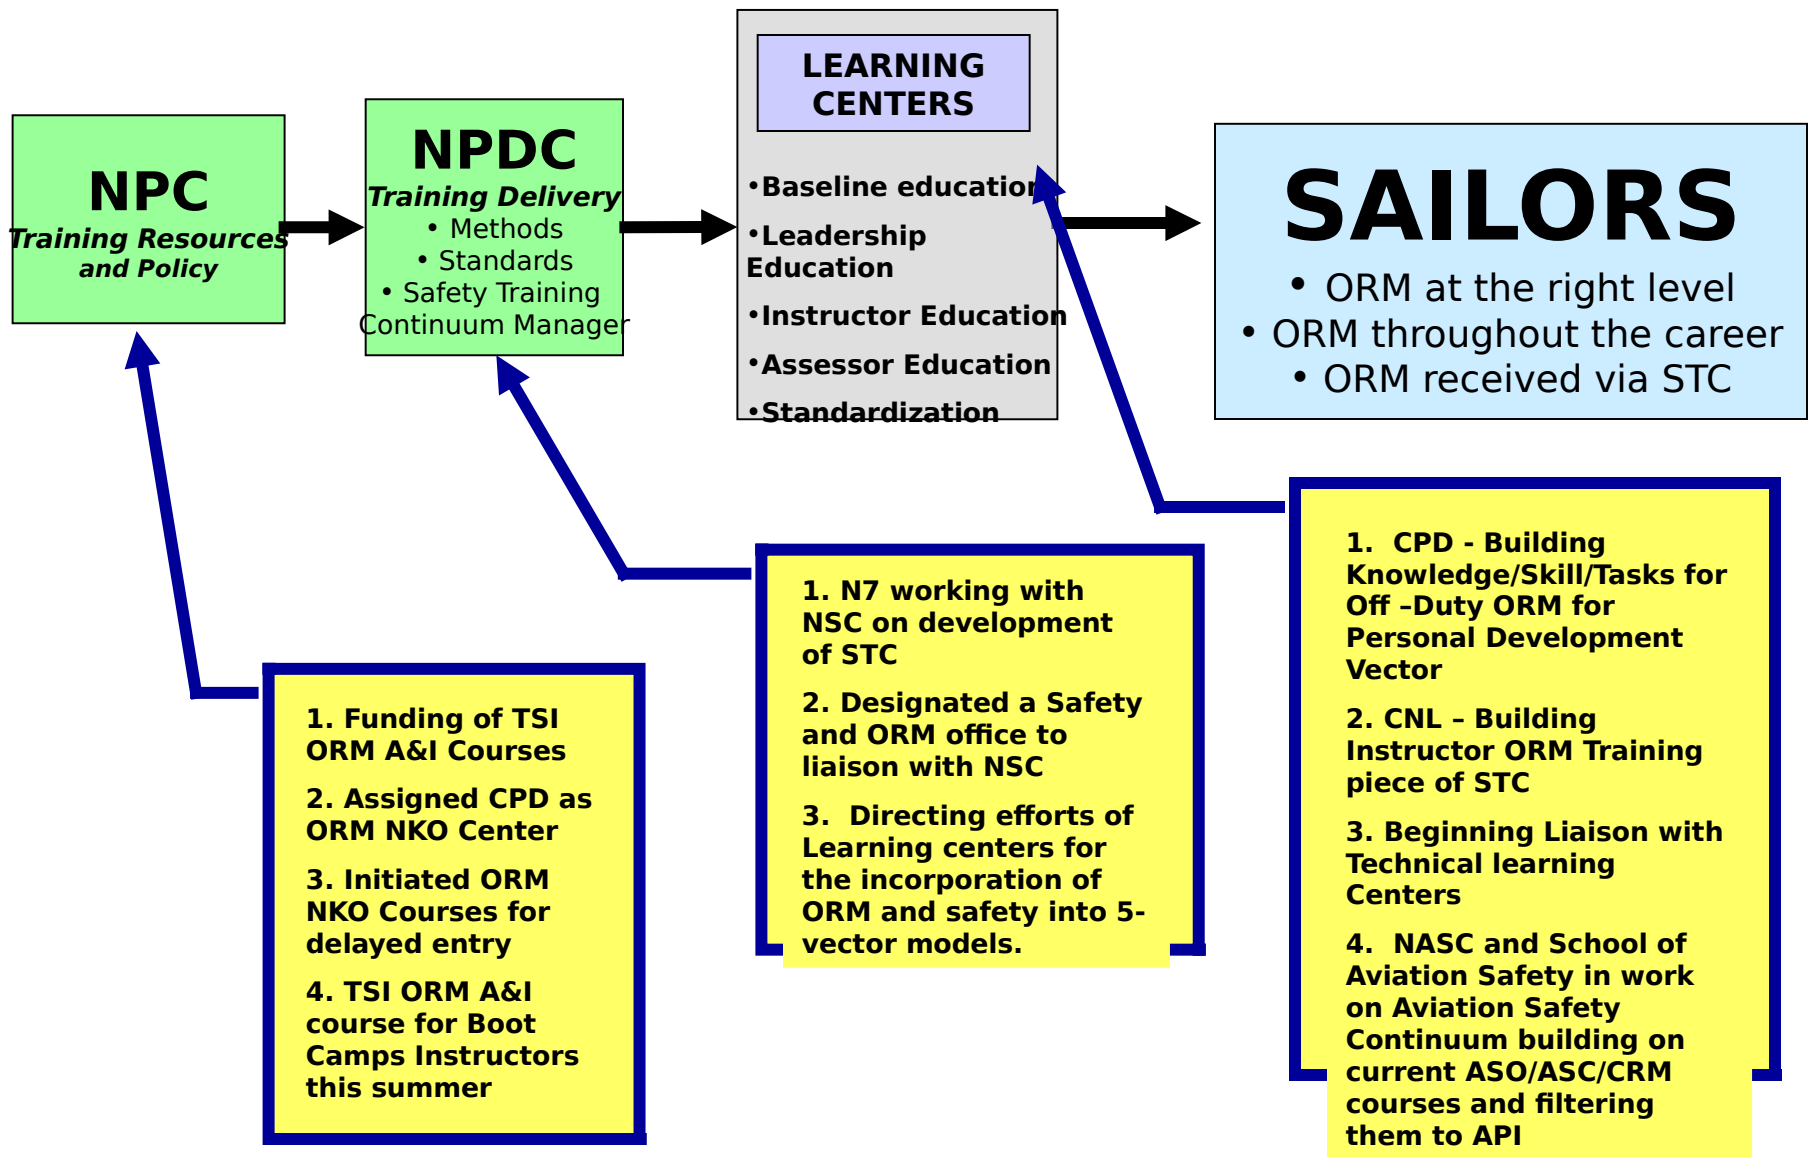 NPC
Training Resources
and Policy
NPDC
Training Delivery
• Methods
• Standards
• Safety Training
Continuum Manager
LEARNING
CENTERS
•Baseline education
•Leadership
Education
•Instructor Education
•Assessor Education
•Standardization
SAILORS
• ORM at the right level
• ORM throughout the career
• ORM received via STC
1. Funding of TSI
ORM A&I Courses
2. Assigned CPD as
ORM NKO Center
3. Initiated ORM
NKO Courses for
delayed entry
4. TSI ORM A&I
course for Boot
Camps Instructors
this summer
1. N7 working with
NSC on development
of STC
2. Designated a Safety
and ORM office to
liaison with NSC
3. Directing efforts of
Learning centers for
the incorporation of
ORM and safety into 5-
vector models.
1. CPD - Building
Knowledge/Skill/Tasks for
Off –Duty ORM for
Personal Development
Vector
2. CNL – Building
Instructor ORM Training
piece of STC
3. Beginning Liaison with
Technical learning
Centers
4. NASC and School of
Aviation Safety in work
on Aviation Safety
Continuum building on
current ASO/ASC/CRM
courses and filtering
them to API